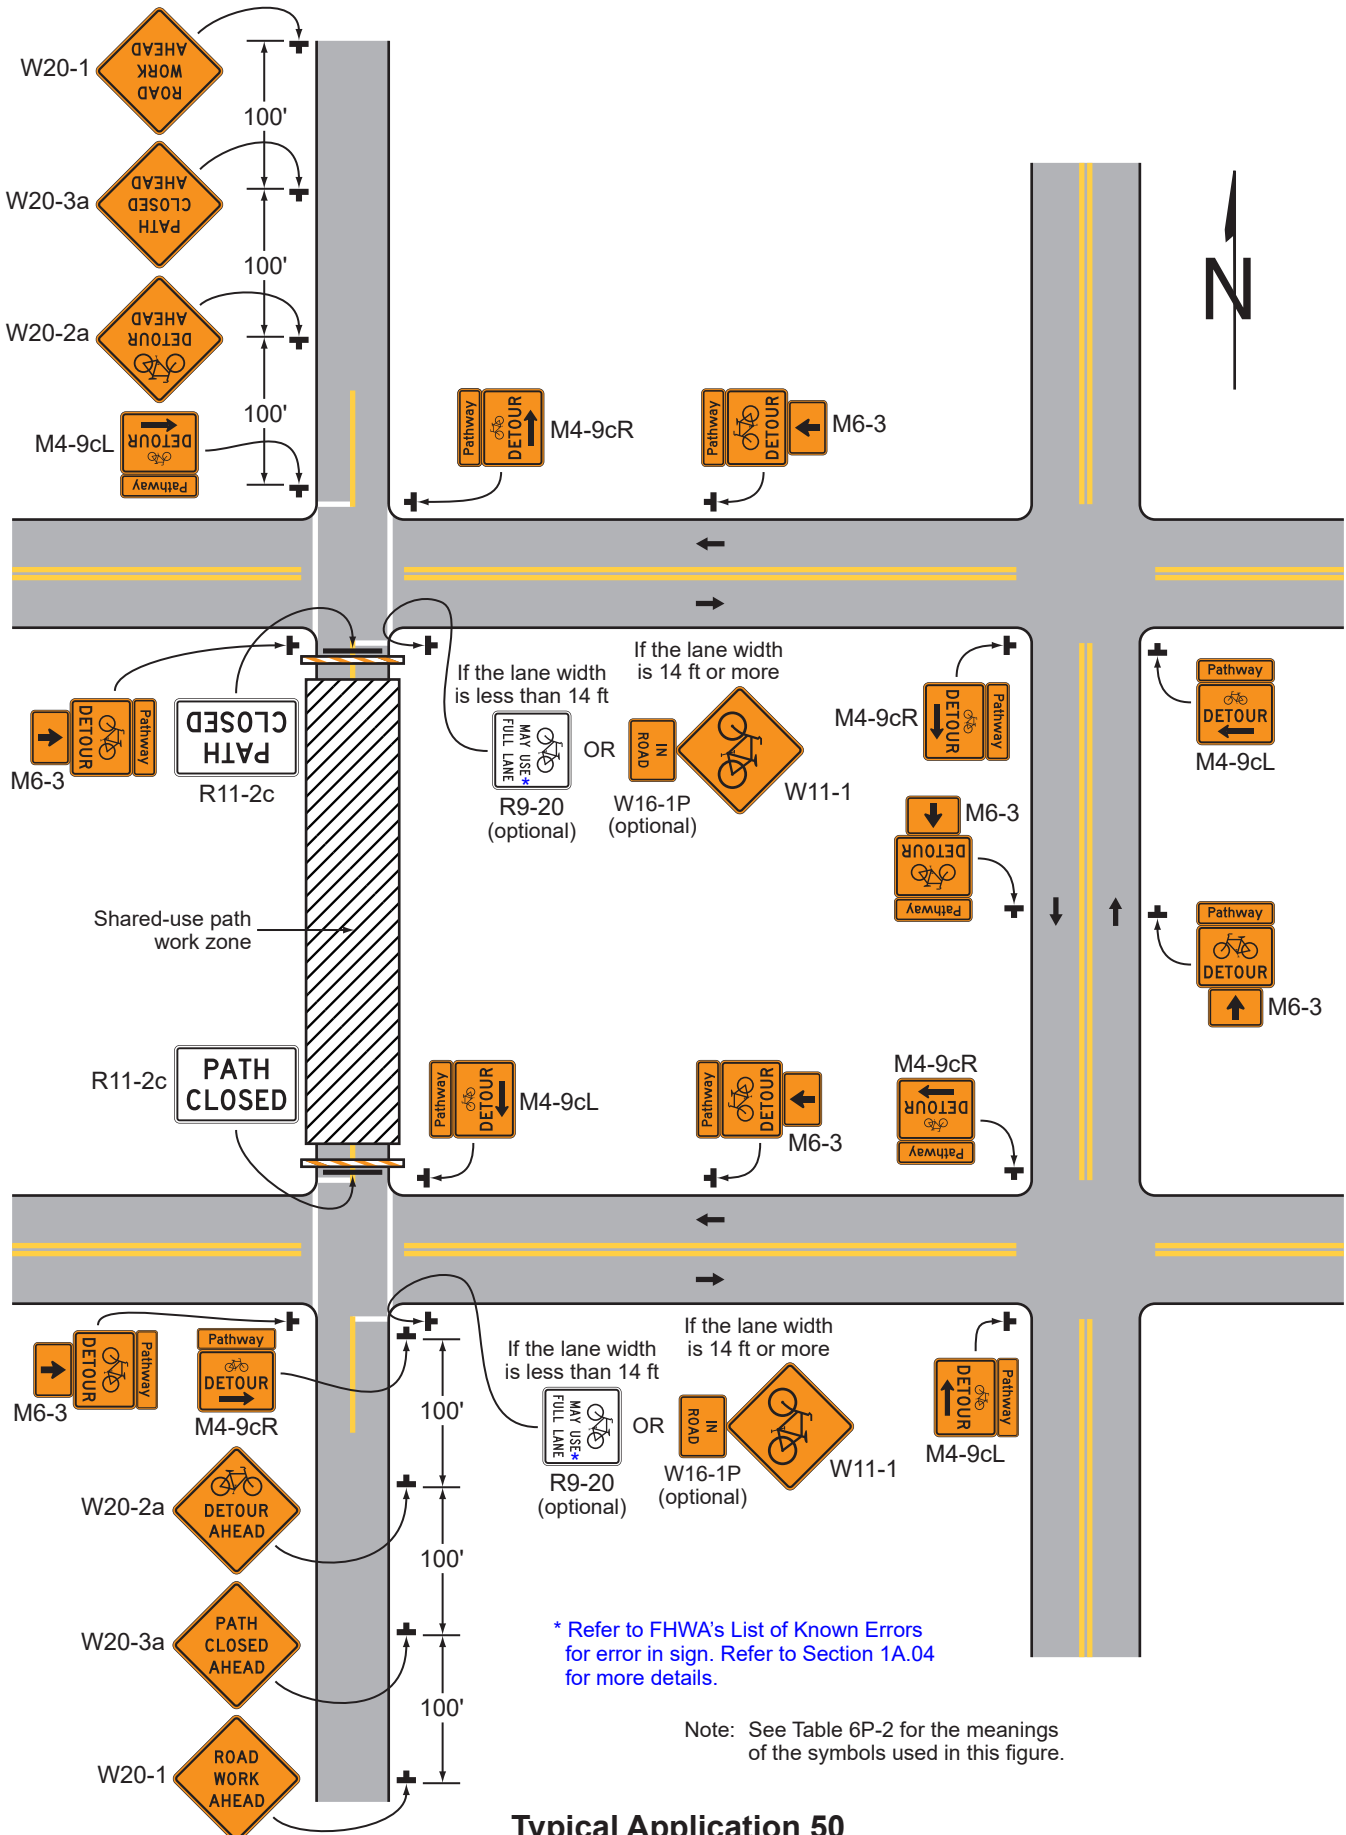 W20-1
ROAD
WORK
AHEAD
100'
W20-3a
PATH
CLOSED
AHEAD
100'
W20-2a
DETOUR
AHEAD
100'
M4-9cL
DETOUR
Pathway
Pathway
DETOUR
M4-9cR
Pathway
DETOUR
M6-3
N
M6-3
DETOUR
Pathway
PATH
CLOSED
R11-2c
If the lane width
is less than 14 ft
MAY USE*
FULL LANE
R9-20
(optional)
OR
If the lane width
is 14 ft or more
IN
ROAD
W16-1P
(optional)
W11-1
M4-9cR
DETOUR
Pathway
Pathway
DETOUR
M4-9cL
M6-3
DETOUR
Pathway
Shared-use path
work zone
Pathway
DETOUR
M6-3
R11-2c
PATH
CLOSED
Pathway
DETOUR
M4-9cL
Pathway
DETOUR
M6-3
M4-9cR
DETOUR
Pathway
M6-3
DETOUR
Pathway
Pathway
DETOUR
M4-9cR
100'
If the lane width
is less than 14 ft
MAY USE*
FULL LANE
R9-20
(optional)
OR
If the lane width
is 14 ft or more
IN
ROAD
W16-1P
(optional)
W11-1
DETOUR
Pathway
M4-9cL
W20-2a
DETOUR
AHEAD
100'
W20-3a
PATH
CLOSED
AHEAD
100'
W20-1
ROAD
WORK
AHEAD
* Refer to FHWA's List of Known Errors
for error in sign. Refer to Section 1A.04
for more details.
Note: See Table 6P-2 for the meanings
of the symbols used in this figure.
Typical Application 50